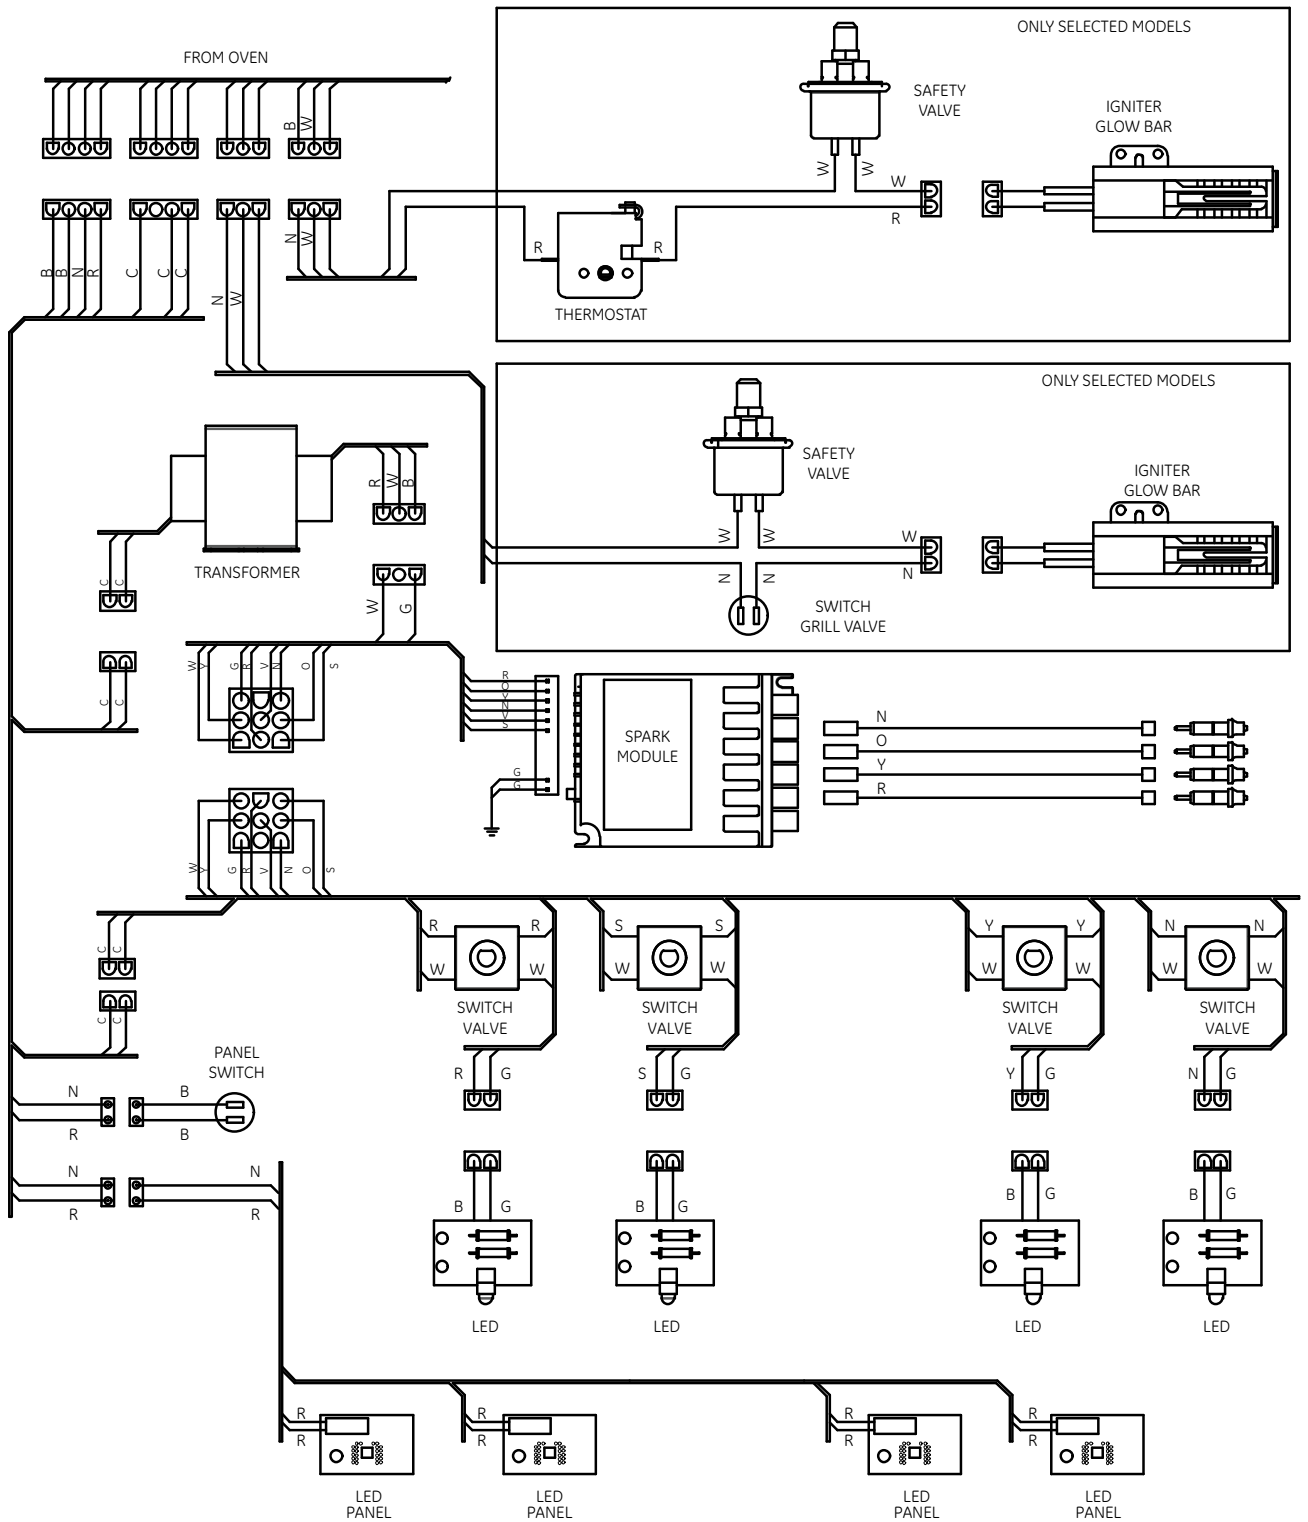 FROM OVEN
ONLY SELECTED MODELS
SAFETY
VALVE
IGNITER
GLOW BAR
B W
W W
W
R
N W
R R
THERMOSTAT
B B N R C C C
N W
ONLY SELECTED MODELS
SAFETY
VALVE
IGNITER
GLOW BAR
R W B
W W
W
N
N N
SWITCH
GRILL VALVE
TRANSFORMER
C C
W G
W Y G R V N O S
C C
R
O
Y
N
V
S
G
G
SPARK
MODULE
N
O
Y
R
W Y G R V N O S
C C
R R
W W
SWITCH
VALVE
S S
W W
SWITCH
VALVE
Y Y
W W
SWITCH
VALVE
N N
W W
SWITCH
VALVE
C C
PANEL
SWITCH
N B
R B
R G
S G
Y G
N G
N N
R R
B G
B G
B G
B G
LED
LED
LED
LED
R
R
R
R
R
R
R
R
LED
PANEL
LED
PANEL
LED
PANEL
LED
PANEL